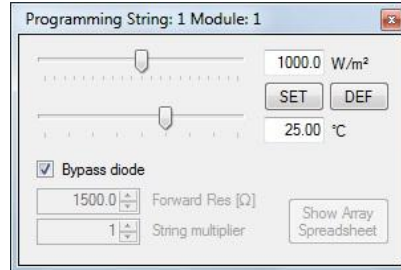 Programming String: 1 Module: 1
1000.0 W/m²
SET DEF
25.00 °C
Bypass diode
1500.0 Forward Res [Ω]
1 String multiplier
Show Array
Spreadsheet